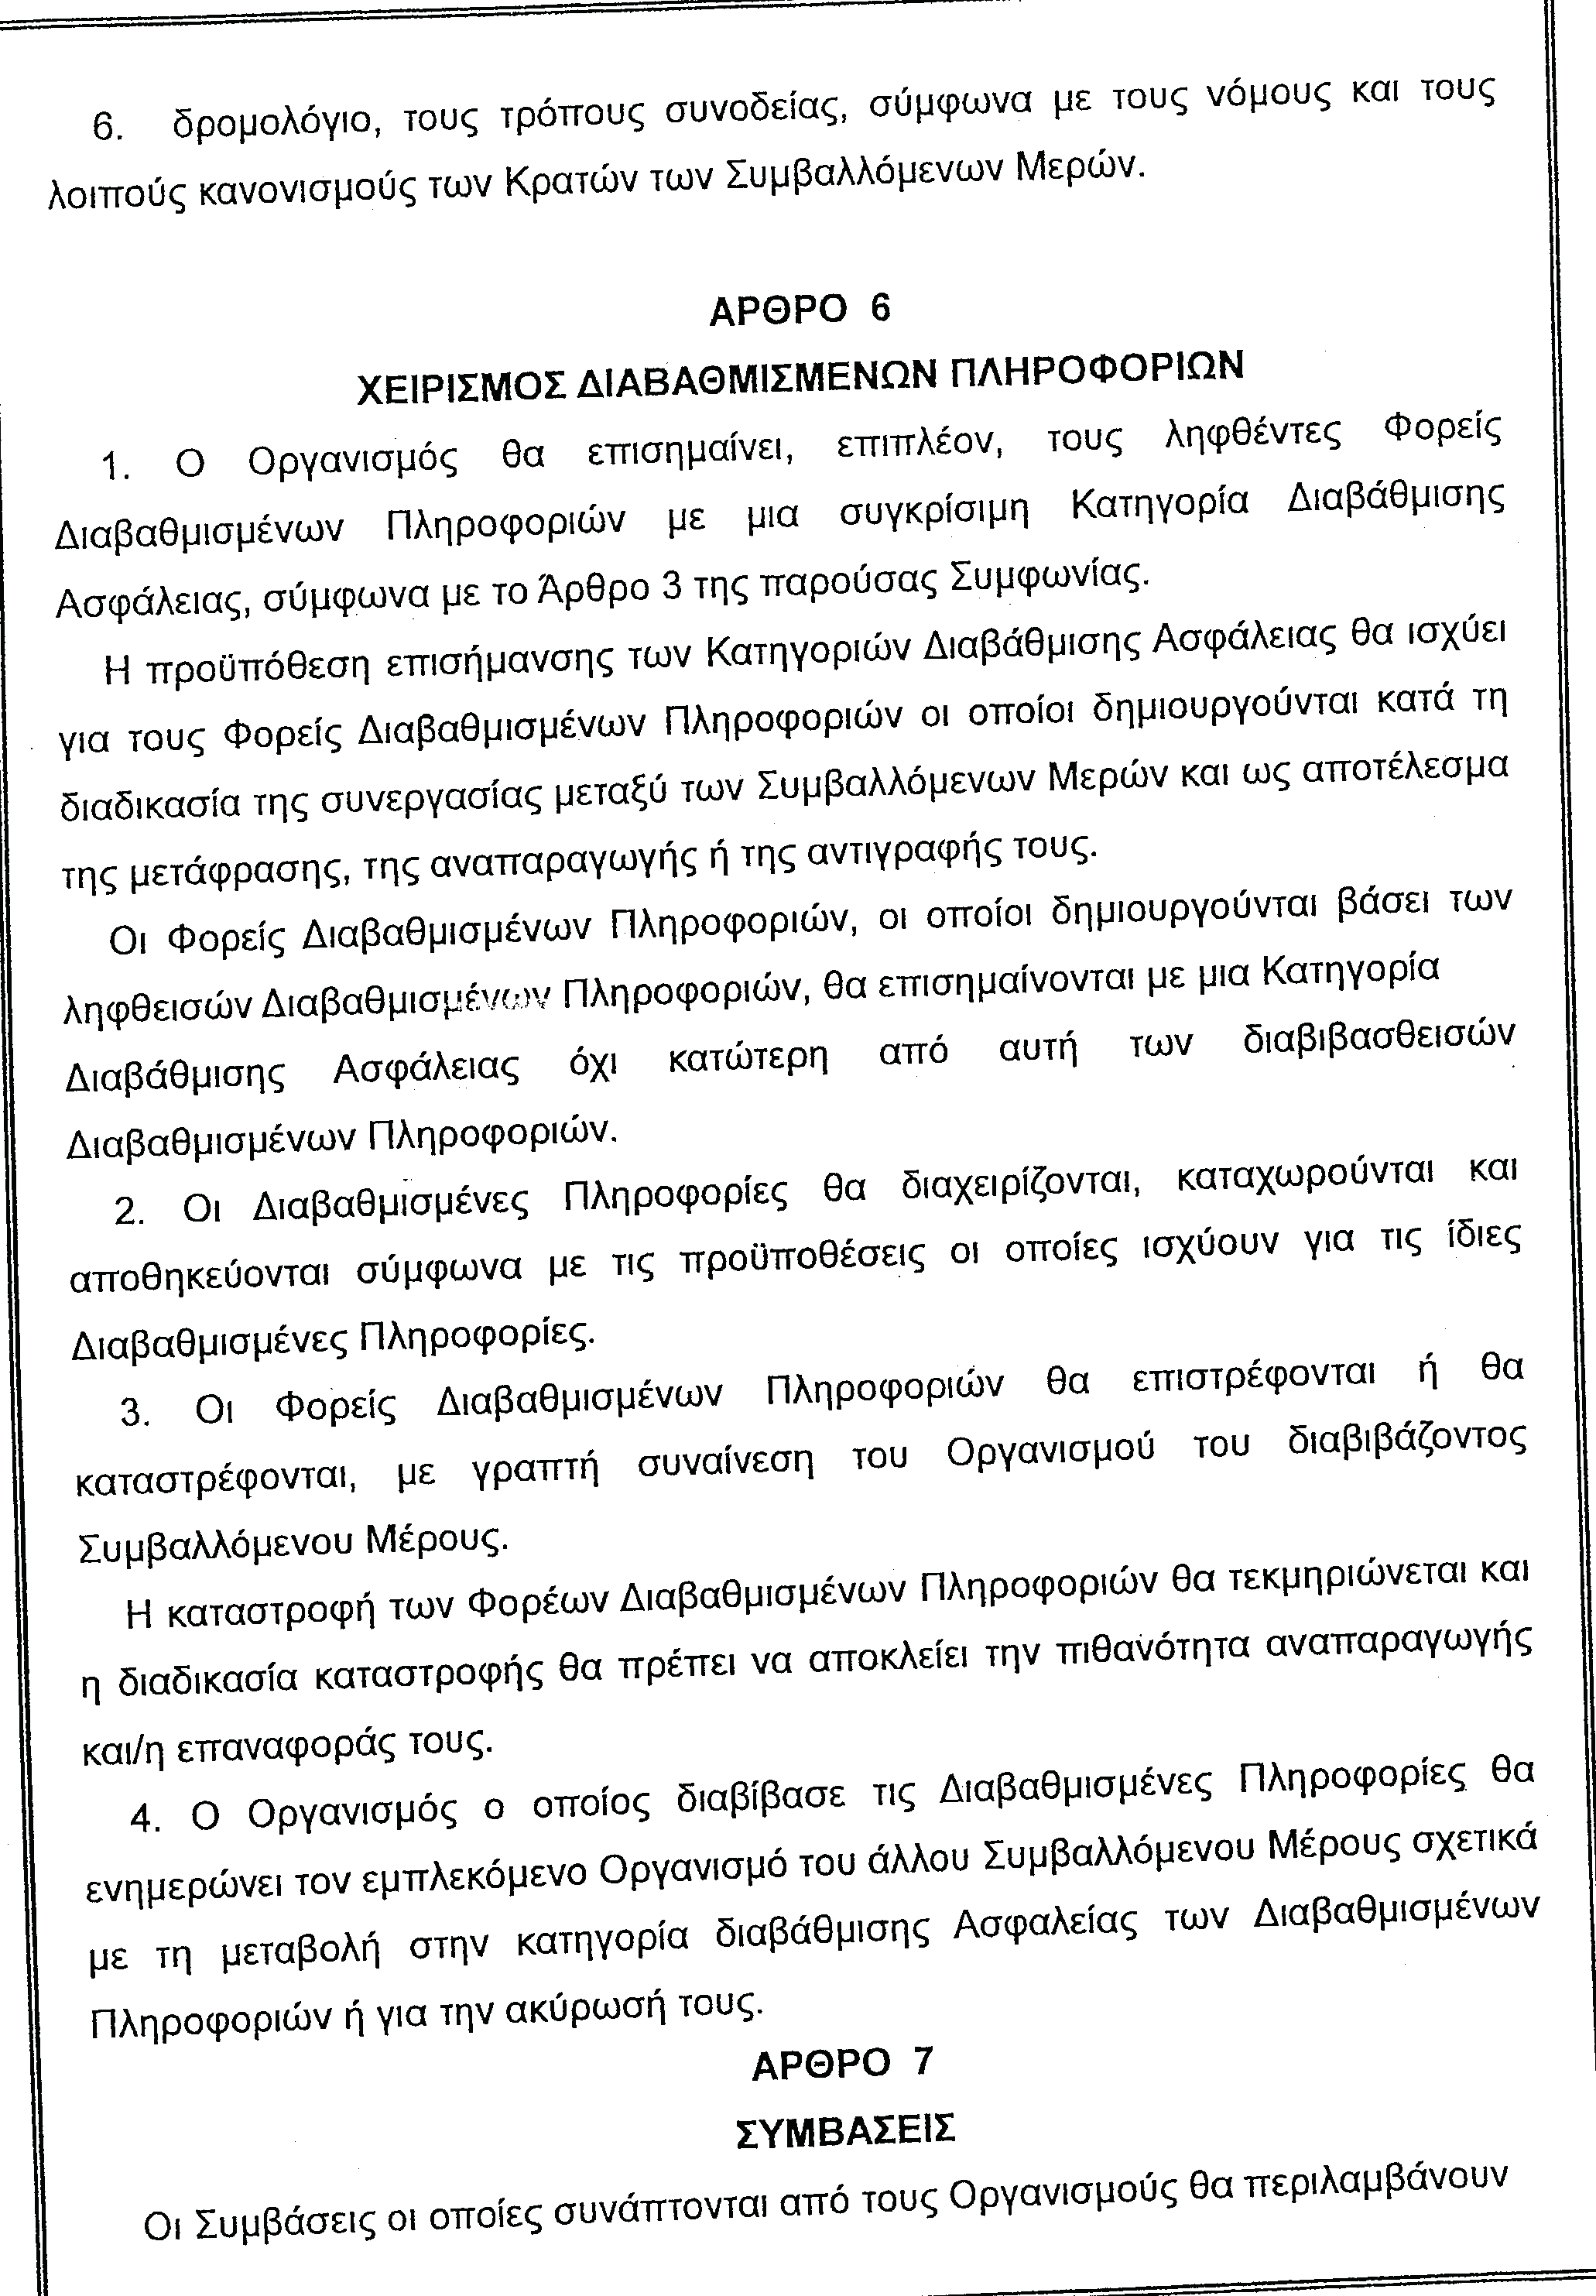 6. δρομολόγιο, τους τρόπους συνοδείας, σύμφωνα με τους νόμους και τους
λοιπούς κανονισμούς των Κρατών των Συμβαλλόμενων Μερών.
ΑΡΘΡΟ 6
ΧΕΙΡΙΣΜΟΣ ΔΙΑΒΑΘΜΙΣΜΕΝΩΝ ΠΛΗΡΟΦΟΡΙΩΝ
1. Ο Οργανισμός θα επισημαίνει, επιπλέον, τους ληφθέντες Φορείς
Διαβαθμισμένων Πληροφοριών με μια συγκρίσιμη Κατηγορία Διαβάθμισης
Ασφάλειας, σύμφωνα με το Άρθρο 3 της παρούσας Συμφωνίας.
Η προϋπόθεση επισήμανσης των Κατηγοριών Διαβάθμισης Ασφάλειας θα ισχύει
για τους Φορείς Διαβαθμισμένων Πληροφοριών οι οποίοι δημιουργούνται κατά τη
διαδικασία της συνεργασίας μεταξύ των Συμβαλλόμενων Μερών και ως αποτέλεσμα
της μετάφρασης, της αναπαραγωγής ή της αντιγραφής τους.
Οι Φορείς Διαβαθμισμένων Πληροφοριών, οι οποίοι δημιουργούνται βάσει των
ληφθεισών Διαβαθμισμένων Πληροφοριών, θα επισημαίνονται με μια Κατηγορία
Διαβάθμισης Ασφάλειας όχι κατώτερη από αυτή των διαβιβασθεισών
Διαβαθμισμένων Πληροφοριών.
2. Οι Διαβαθμισμένες Πληροφορίες θα διαχειρίζονται, καταχωρούνται και
αποθηκεύονται σύμφωνα με τις προϋποθέσεις οι οποίες ισχύουν για τις ίδιες
Διαβαθμισμένες Πληροφορίες.
3. Οι Φορείς Διαβαθμισμένων Πληροφοριών θα επιστρέφονται ή θα
καταστρέφονται, με γραπτή συναίνεση του Οργανισμού του διαβιβάζοντος
Συμβαλλόμενου Μέρους.
Η καταστροφή των Φορέων Διαβαθμισμένων Πληροφοριών θα τεκμηριώνεται και
η διαδικασία καταστροφής θα πρέπει να αποκλείει την πιθανότητα αναπαραγωγής
και/η επαναφοράς τους.
4. Ο Οργανισμός ο οποίος διαβίβασε τις Διαβαθμισμένες Πληροφορίες θα
ενημερώνει τον εμπλεκόμενο Οργανισμό του άλλου Συμβαλλόμενου Μέρους σχετικά
με τη μεταβολή στην κατηγορία διαβάθμισης Ασφαλείας των Διαβαθμισμένων
Πληροφοριών ή για την ακύρωσή τους.
ΑΡΘΡΟ 7
ΣΥΜΒΑΣΕΙΣ
Οι Συμβάσεις οι οποίες συνάπτονται από τους Οργανισμούς θα περιλαμβάνουν